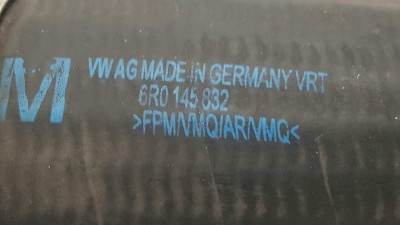 M
VW AG MADE IN GERMANY VRT
6R0 145 832
>FPM/VMQ/AR/VMQ<